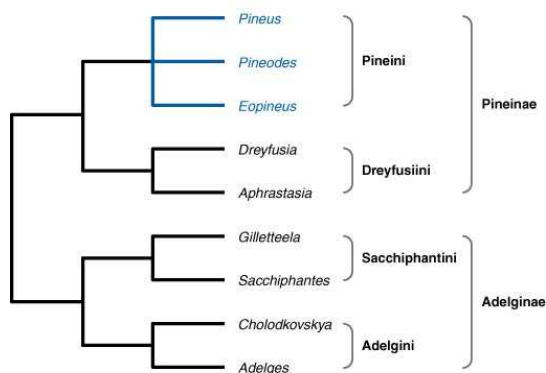 Pineus
Pineodes
Pineini
Eopineus
Pineinae
Dreyfusia
Dreyfusiini
Aphrastasia
Gilletteela
Sacchiphantini
Sacchiphantes
Adelginae
Cholodkovskya
Adelgini
Adelges